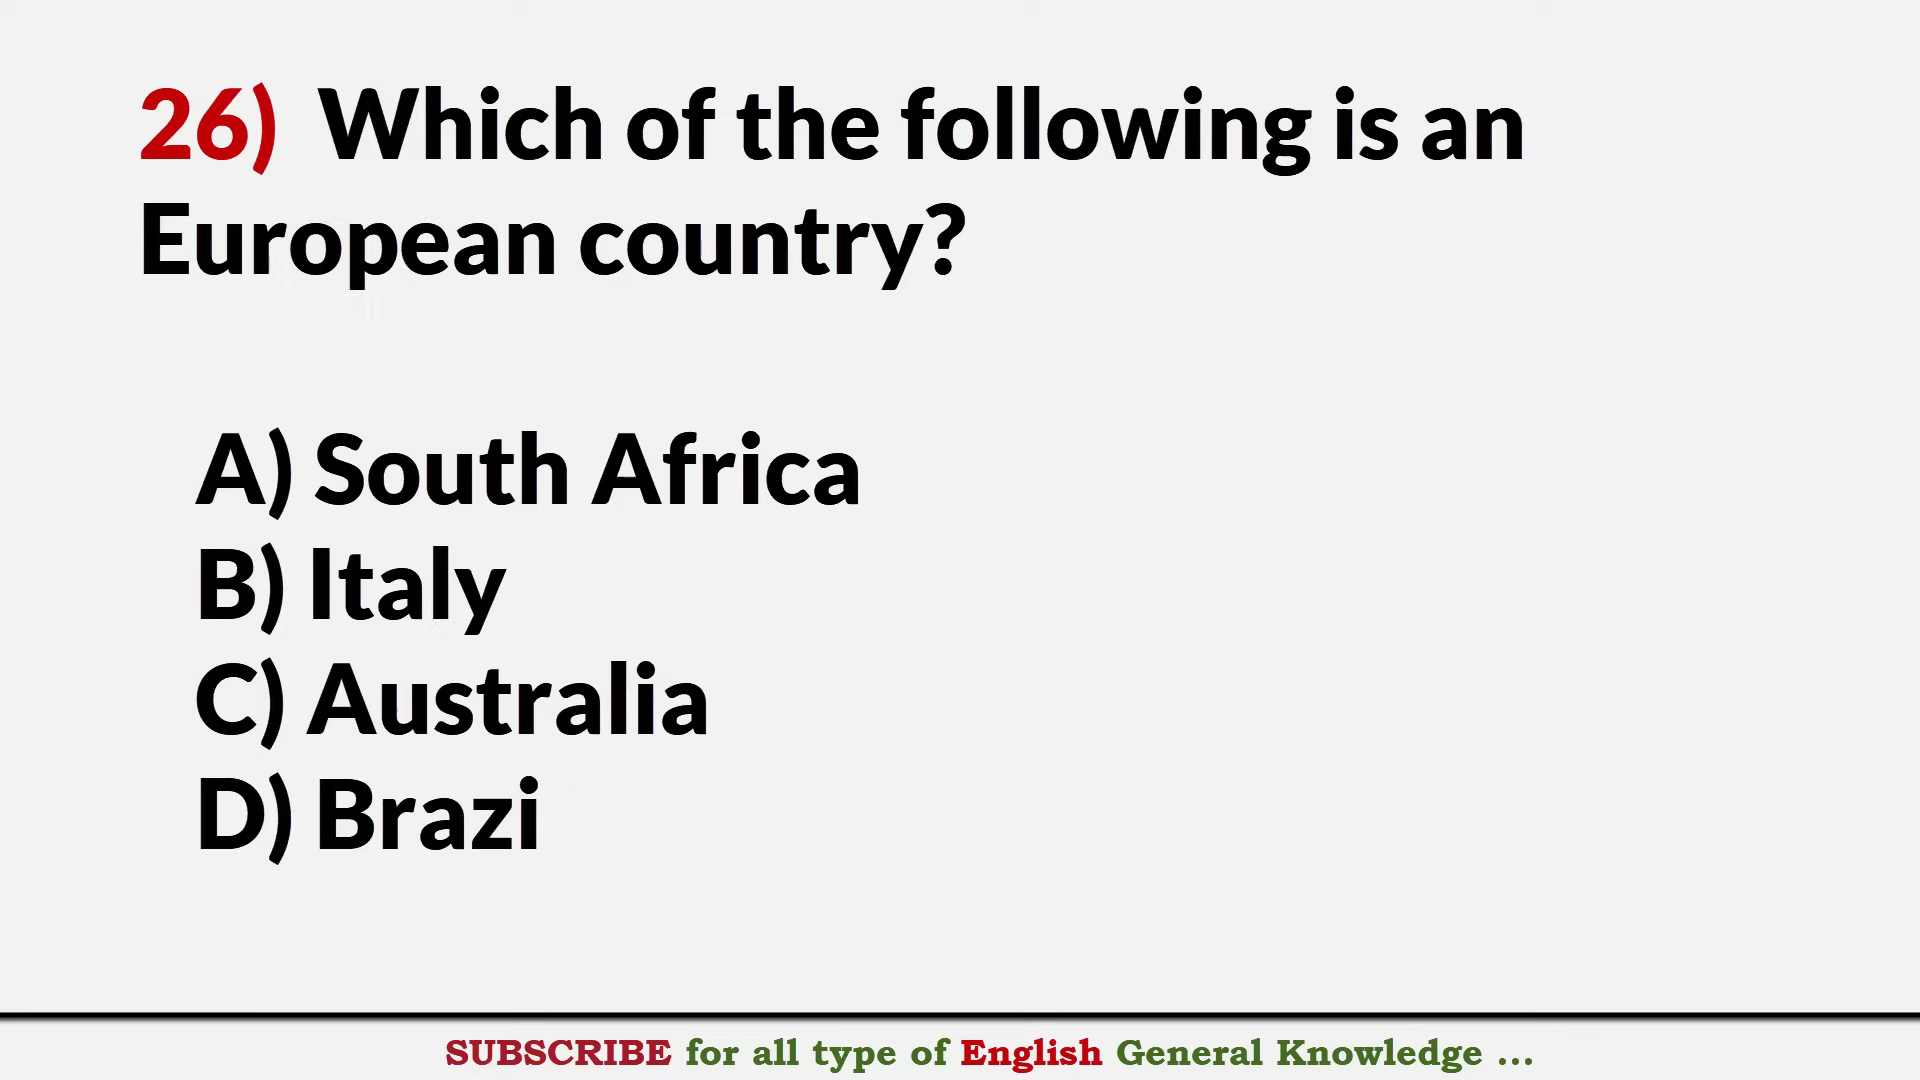 26) Which of the following is an
European country?
A) South Africa
B) Italy
C) Australia
D) Brazi
SUBSCRIBE for all type of English General Knowledge ...